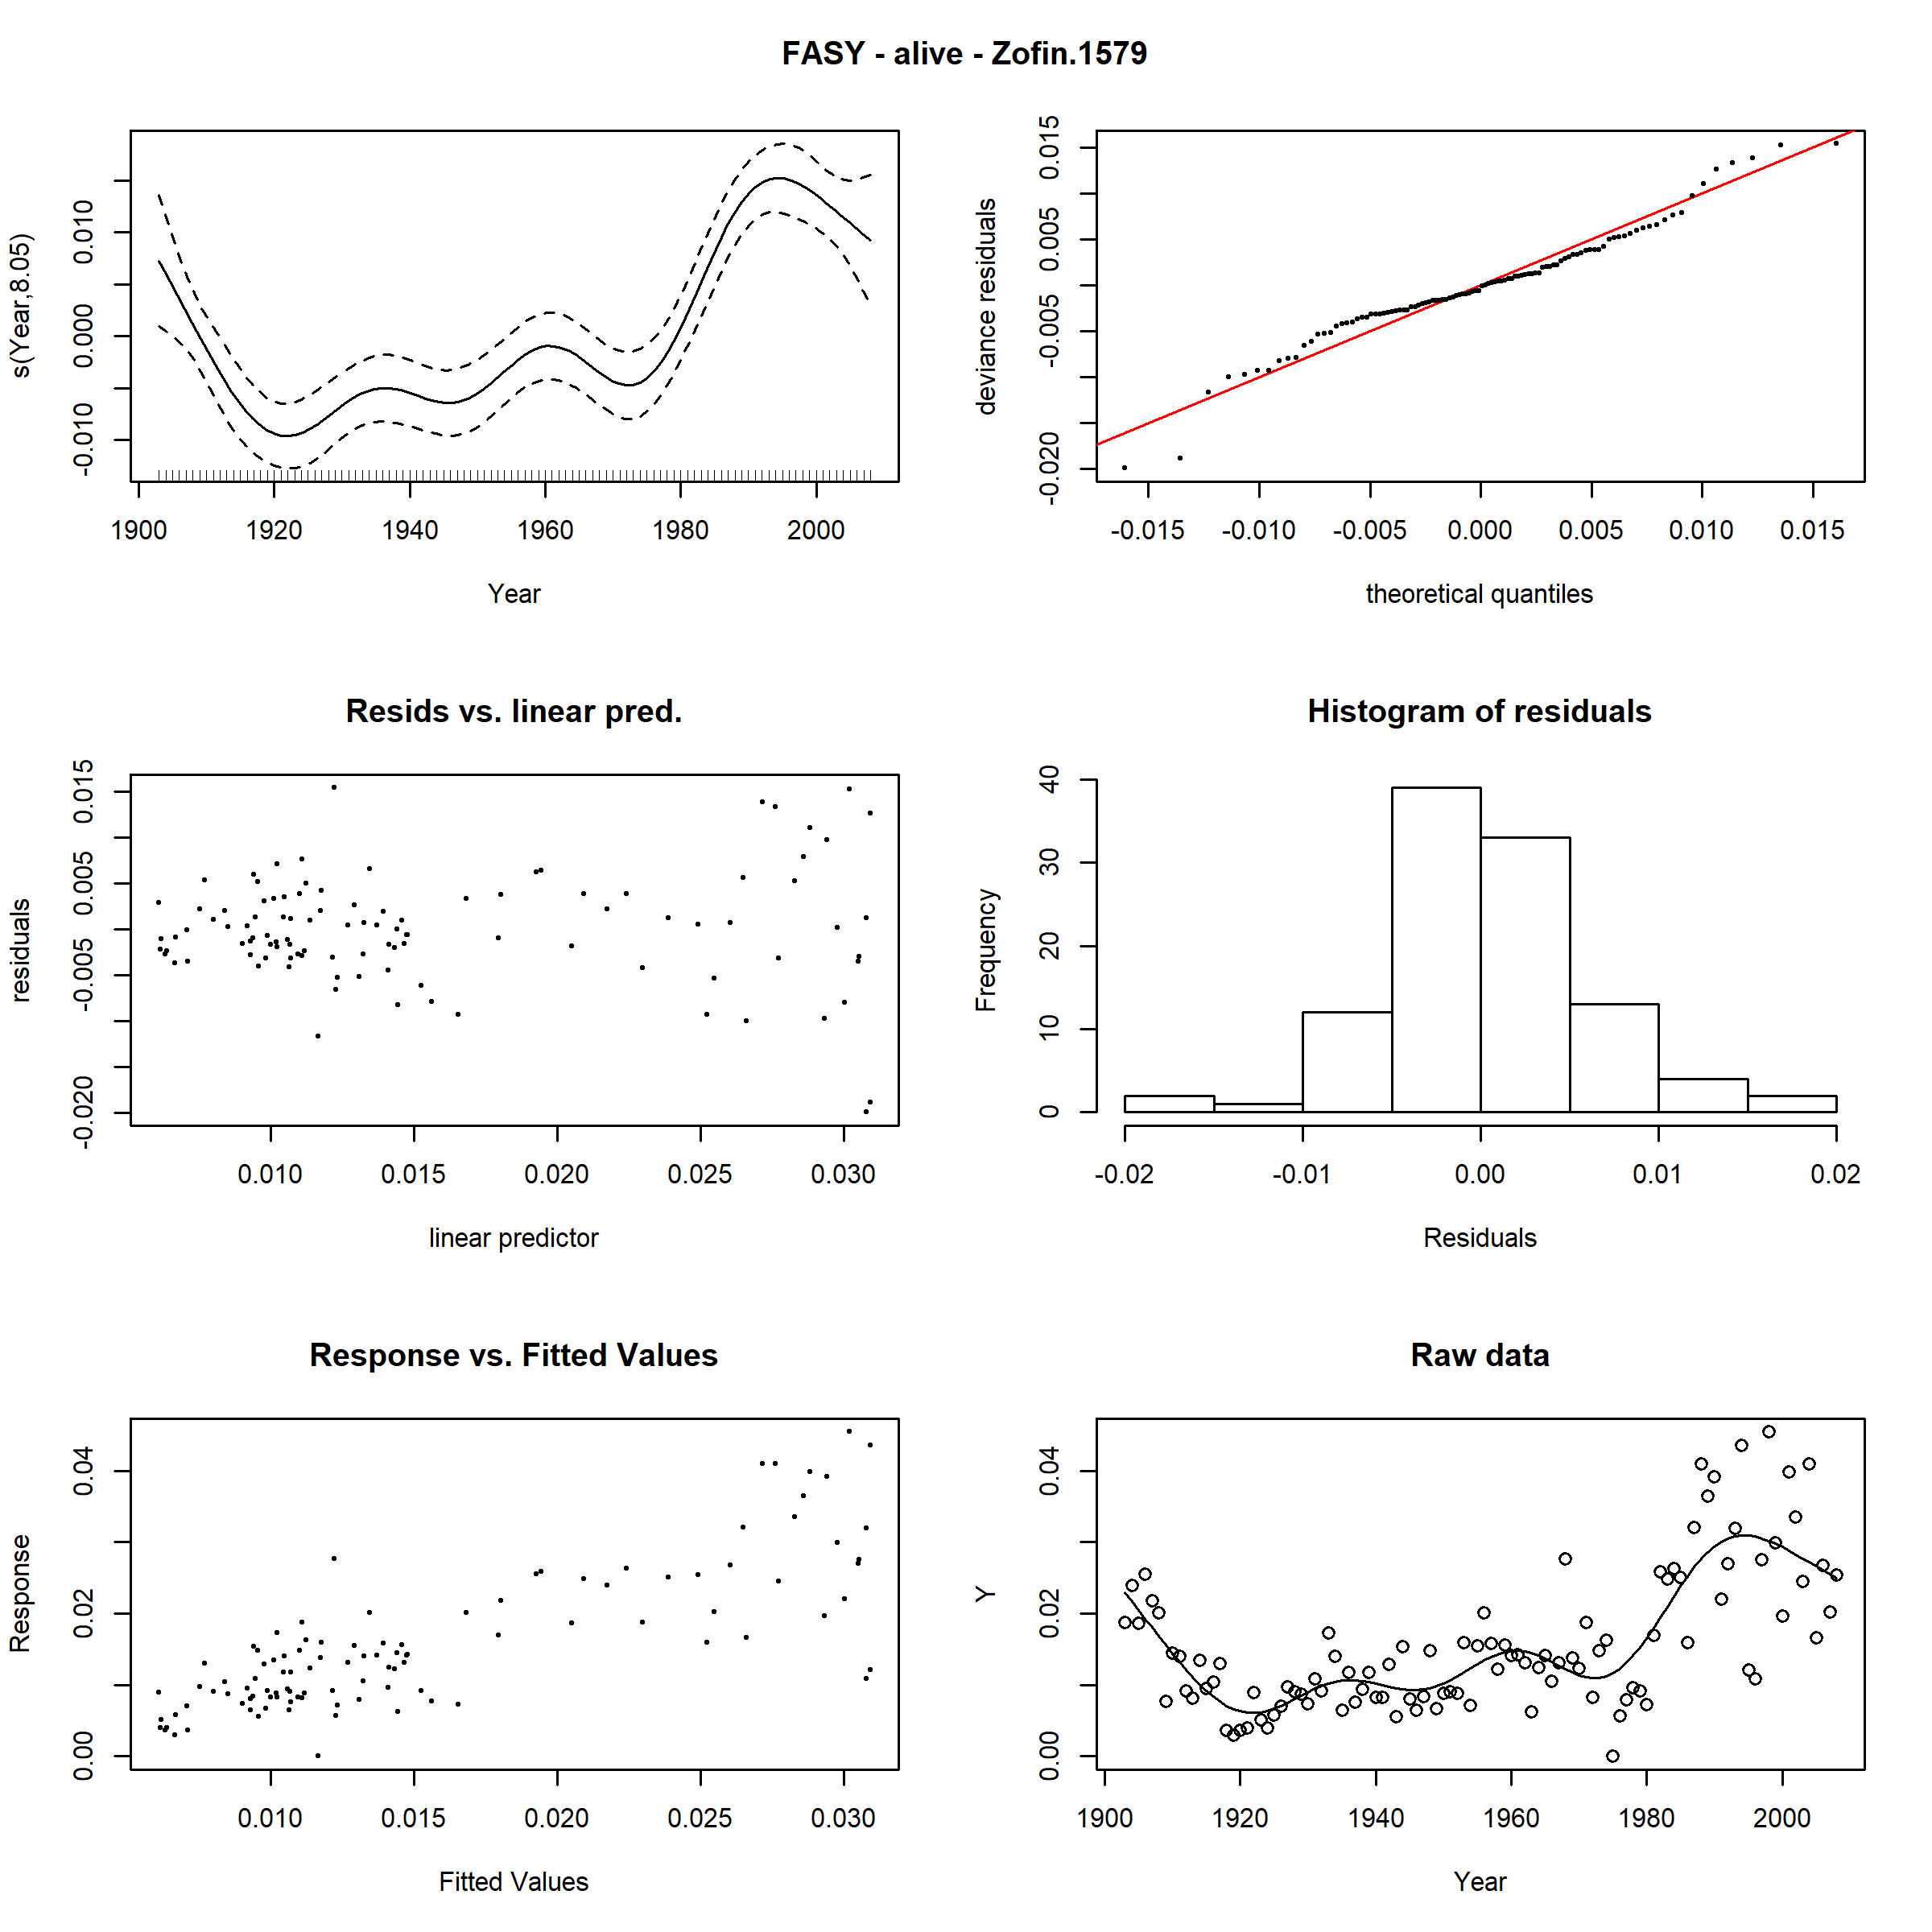 FASY - alive - Zofin.1579
s(Year,8.05)
-0.010 0.000 0.010
1900 1920 1940 1960 1980 2000
Year
deviance residuals
-0.020 -0.005 0.005 0.015
-0.015 -0.010 -0.005 0.000 0.005 0.010 0.015
theoretical quantiles
Resids vs. linear pred.
residuals
-0.020 -0.005 0.005 0.015
0.010 0.015 0.020 0.025 0.030
linear predictor
Histogram of residuals
Frequency
0 10 20 30 40
-0.02 -0.01 0.00 0.01 0.02
Residuals
Response vs. Fitted Values
Response
0.00 0.02 0.04
0.010 0.015 0.020 0.025 0.030
Fitted Values
Raw data
Y
0.00 0.02 0.04
1900 1920 1940 1960 1980 2000
Year